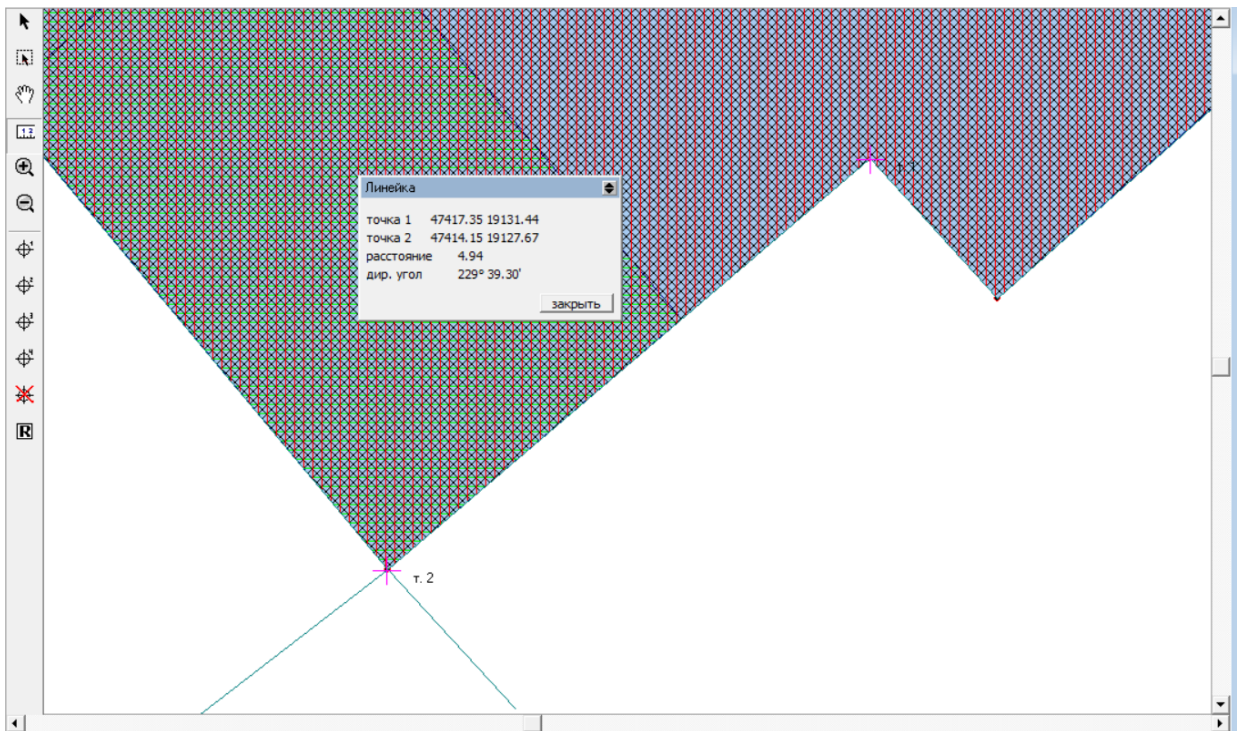 т. 1
Линейка
точка 1 47417.35 19131.44
точка 2 47414.15 19127.67
расстояние 4.94
дир. угол 229° 39.30'
закрыть
т. 2
R